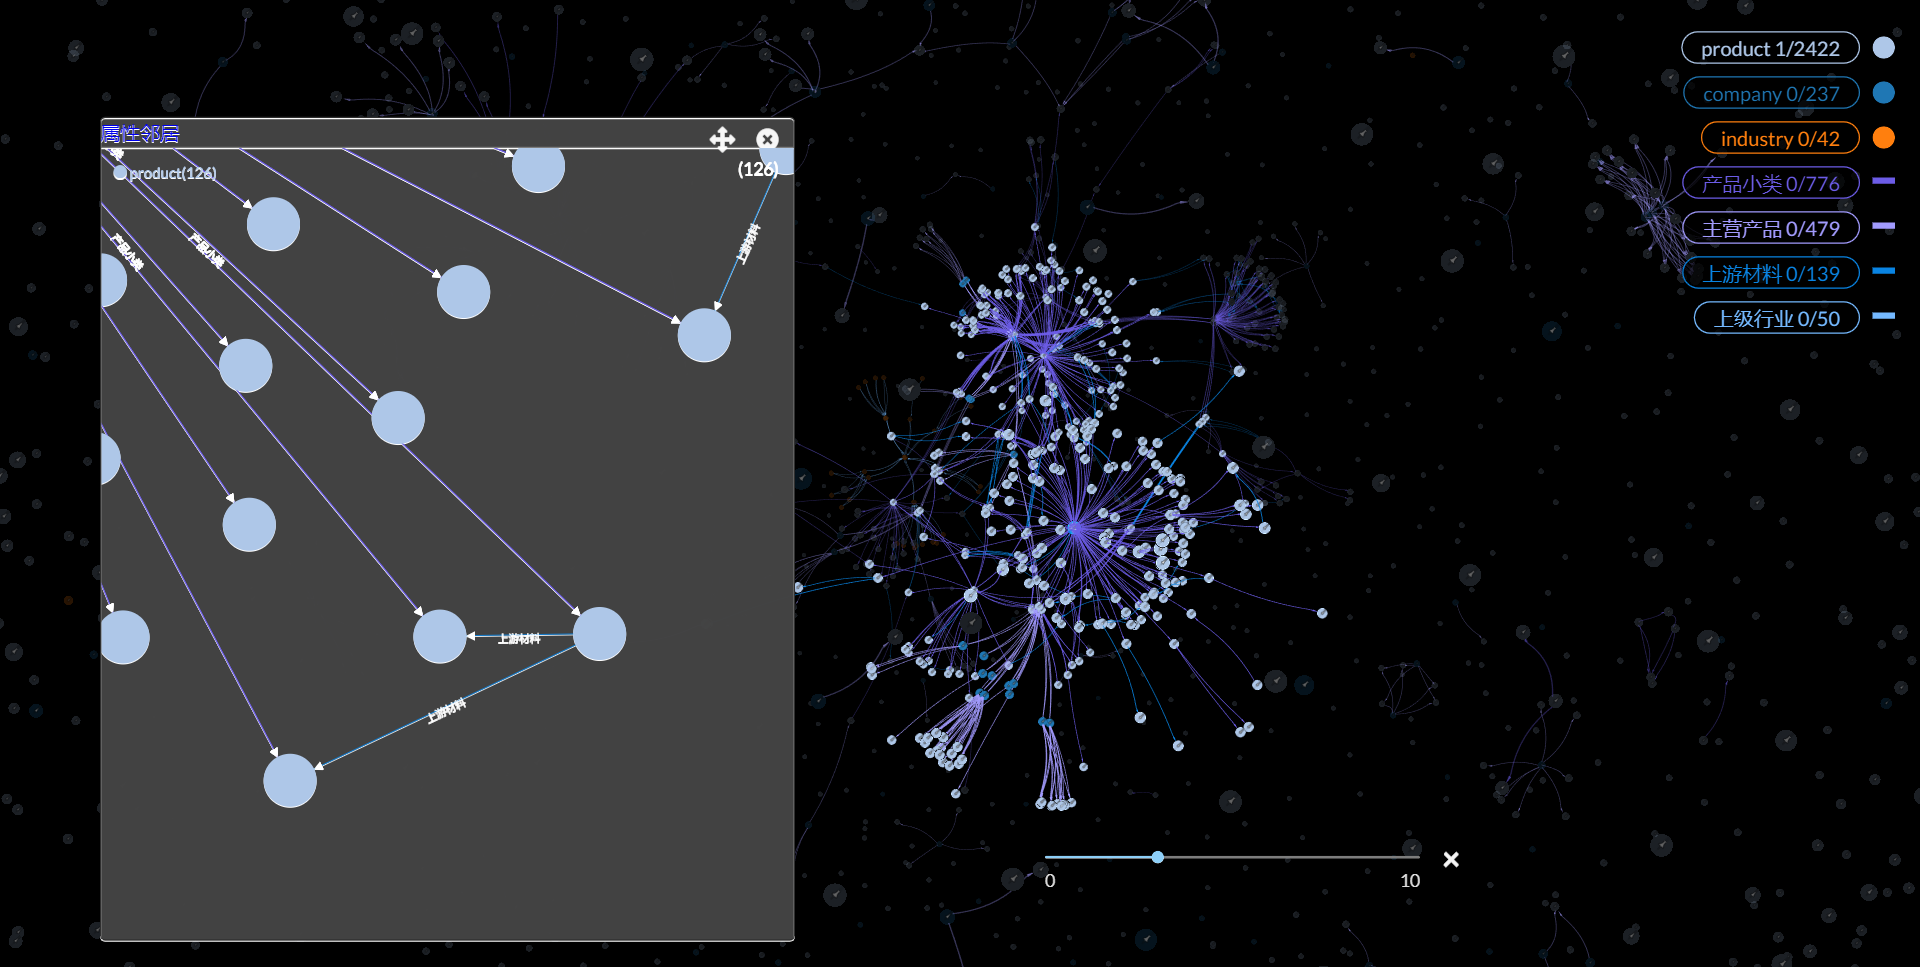 属性邻居
product(126)
(126)
产品小类
产品小类
上游材料
上游材料
上游材料
product 1/2422
company 0/237
industry 0/42
产品小类 0/776
主营产品 0/479
上游材料 0/139
上级行业 0/50
0
10